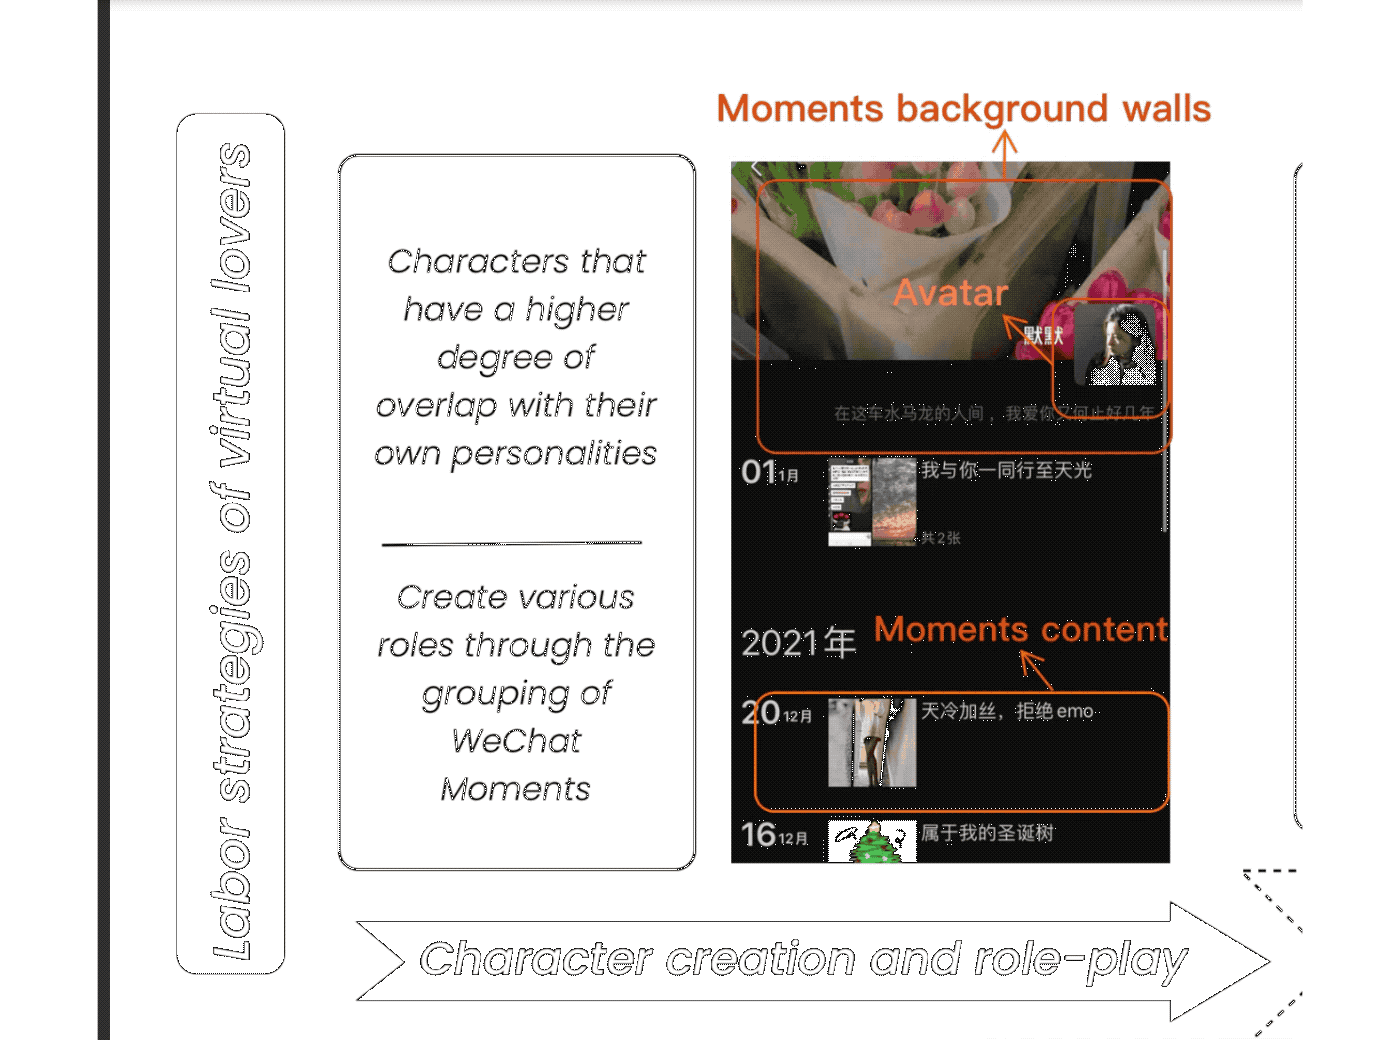 Labor strategies of virtual lovers
Characters that
have a higher
degree of
overlap with their
own personalities
Create various
roles through the
grouping of
WeChat
Moments
Moments background walls
Avatar
默默
在这车水马龙的人间，我爱你又何止好几年
01 1月
我与你一同行至天光
共2张
2021年
Moments content
20 12月
天冷加丝，拒绝emo
16 12月
属于我的圣诞树
Character creation and role-play